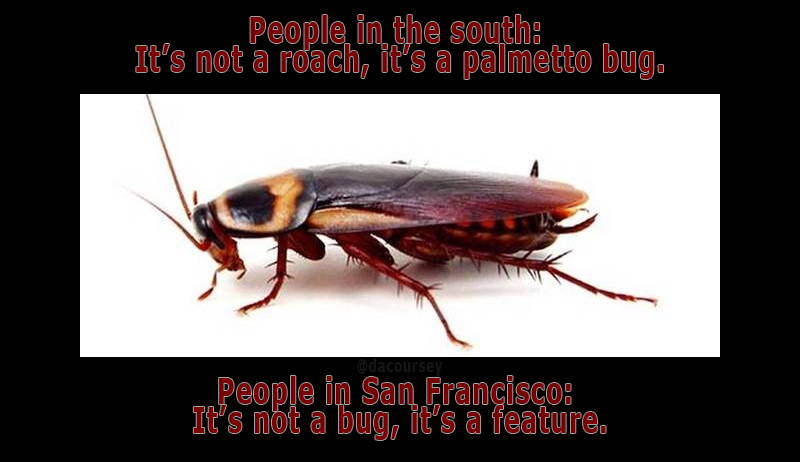 People in the south:
It’s not a roach, it’s a palmetto bug.
@dacoursey
People in San Francisco:
It’s not a bug, it’s a feature.